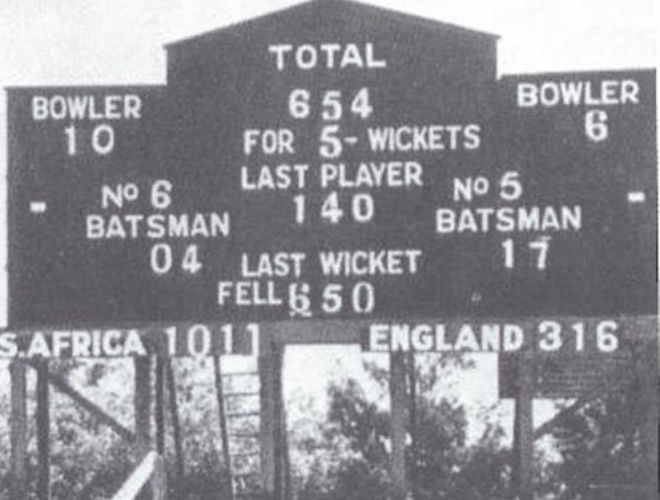 TOTAL
BOWLER 654 BOWLER
10 FOR 5- WICKETS 6
LAST PLAYER
- No 6 140 No 5 -
BATSMAN BATSMAN
04 LAST WICKET 17
FELL 650
S.AFRICA 1011 ENGLAND 316